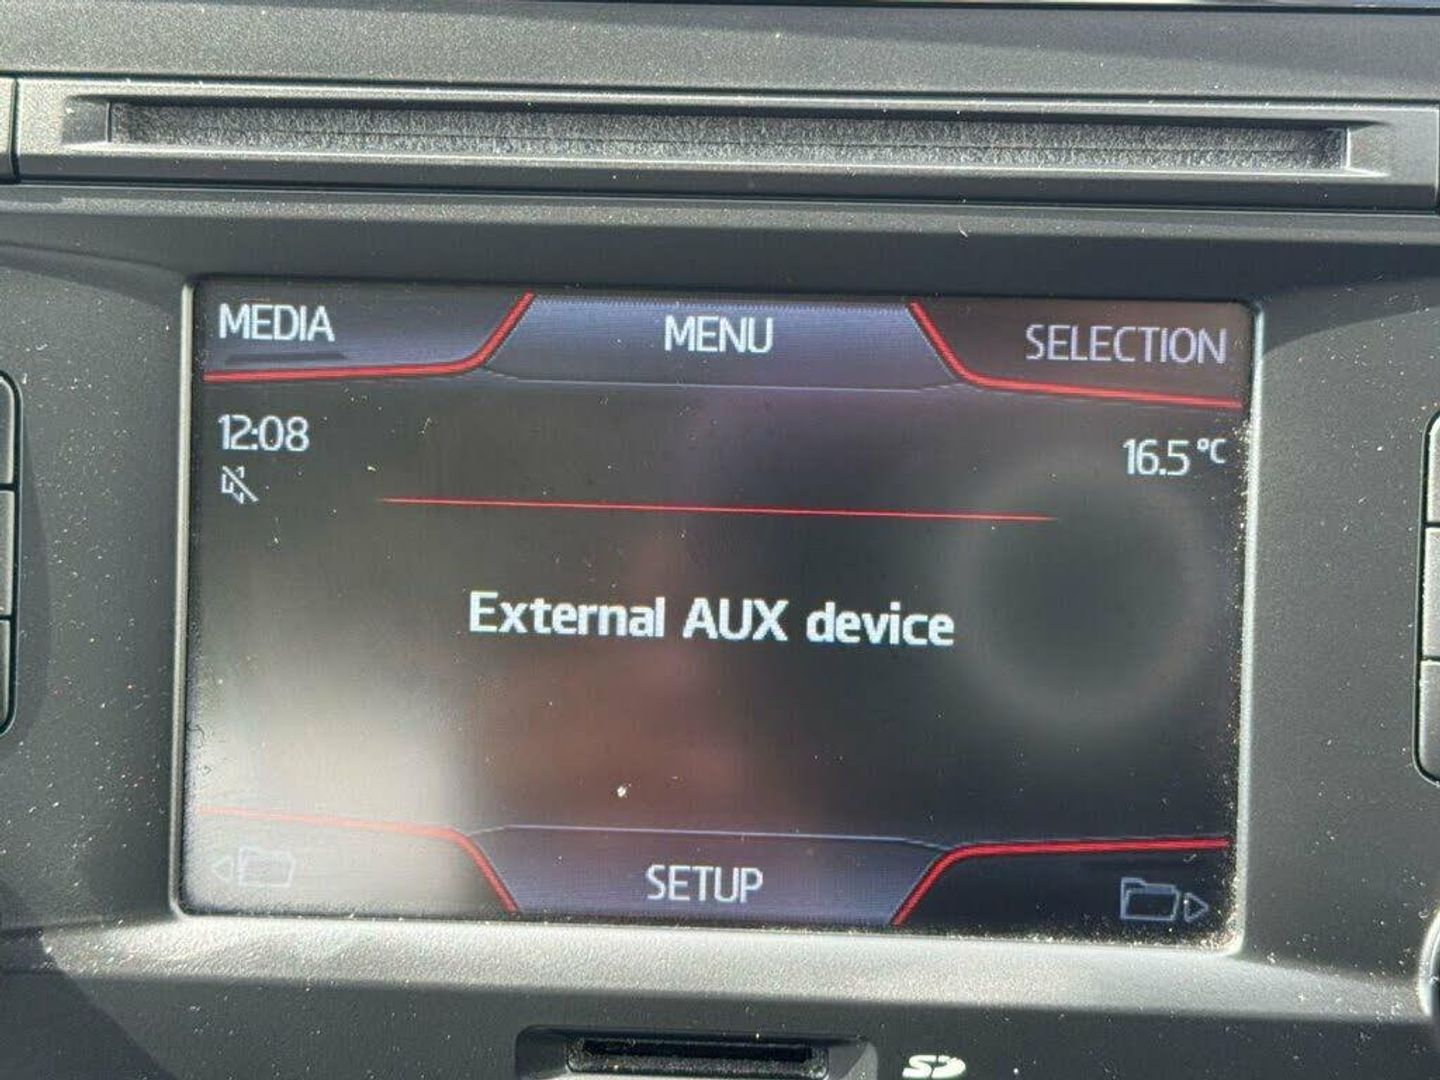 MEDIA
MENU
SELECTION
12:08
16.5 °C
External AUX device
SETUP
SD